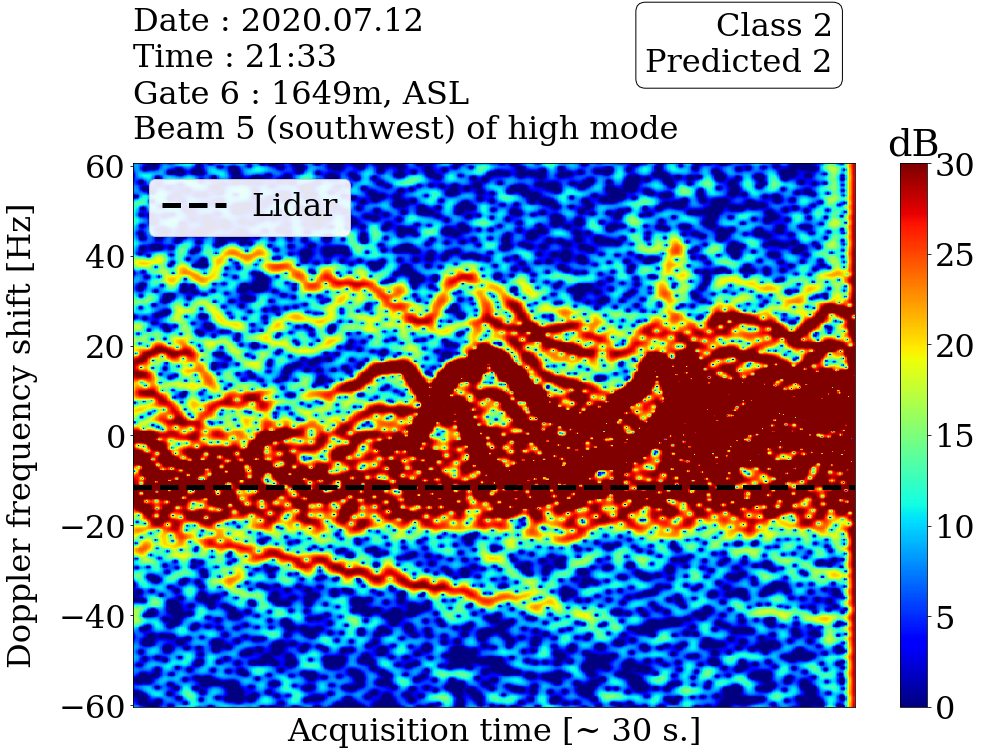 Date : 2020.07.12
Time : 21:33
Gate 6 : 1649m, ASL
Beam 5 (southwest) of high mode
Class 2
Predicted 2
dB
Lidar
Doppler frequency shift [Hz]
60
40
20
0
−20
−40
−60
Acquisition time [~ 30 s.]
30
25
20
15
10
5
0